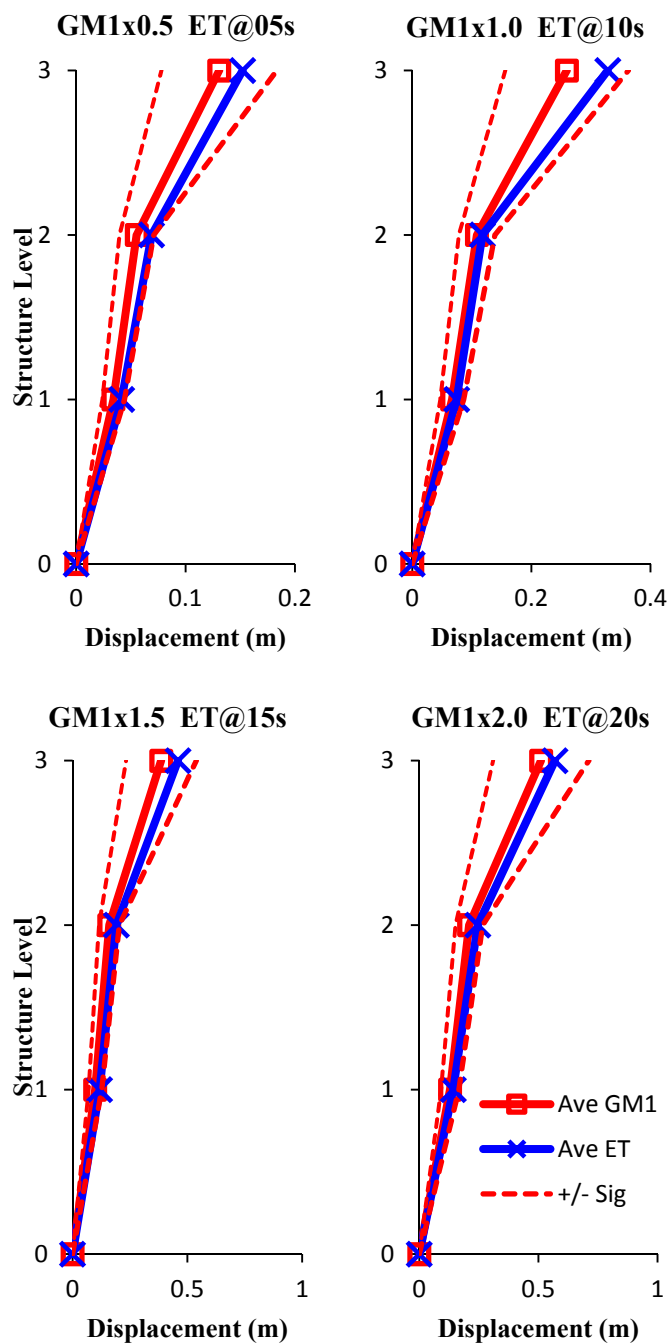 GM1x0.5 ET@05s
GM1x1.0 ET@10s
3
2
1
0
Structure Level
0
0.1
0.2
Displacement (m)
3
2
1
0
0
0.2
0.4
Displacement (m)
GM1x1.5 ET@15s
GM1x2.0 ET@20s
3
2
1
0
Structure Level
0
0.5
1
Displacement (m)
3
2
1
0
Ave GM1
Ave ET
+/- Sig
0
0.5
1
Displacement (m)